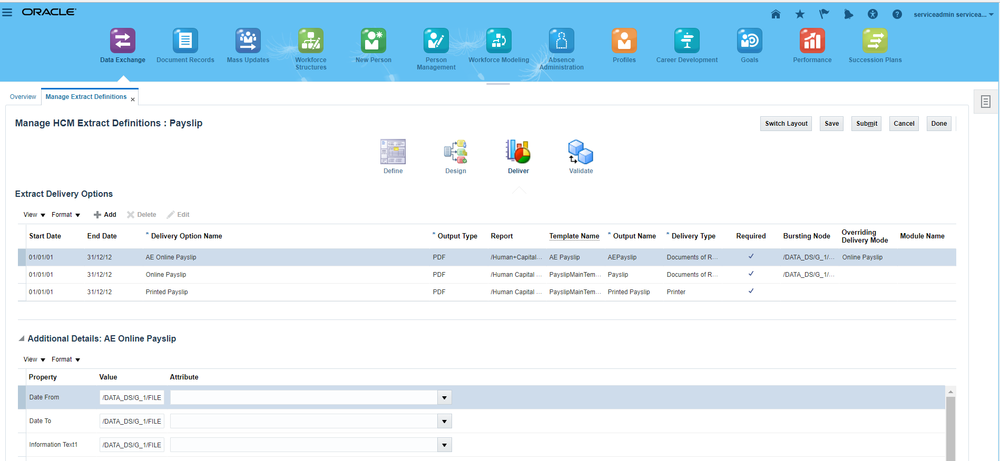 ORACLE
serviceadmin servicea...
Data Exchange
Document Records
Mass Updates
Workforce Structures
New Person
Person Management
Workforce Modeling
Absence Administration
Profiles
Career Development
Goals
Performance
Succession Plans
Overview
Manage Extract Definitions ×
Manage HCM Extract Definitions : Payslip
Switch Layout Save Submit Cancel Done
Define Design Deliver Validate
Extract Delivery Options
View Format Add Delete Edit
Start Date End Date * Delivery Option Name * Output Type Report Template Name * Output Name * Delivery Type Required Bursting Node Overriding Delivery Mode Module Name
01/01/01 31/12/12 AE Online Payslip PDF /Human+Capital... AE Payslip AEPayslip Documents of R... ✓ /DATA_DS/G_1/... Online Payslip
01/01/01 31/12/12 Online Payslip PDF /Human Capital ... PayslipMainTem... Payslip Documents of R... ✓ /DATA_DS/G_1/...
01/01/01 31/12/12 Printed Payslip PDF /Human Capital ... PayslipMainTem... Printed Payslip Printer ✓
Additional Details: AE Online Payslip
View Format
Property Value Attribute
Date From /DATA_DS/G_1/FILE
Date To /DATA_DS/G_1/FILE
Information Text1 /DATA_DS/G_1/FILE